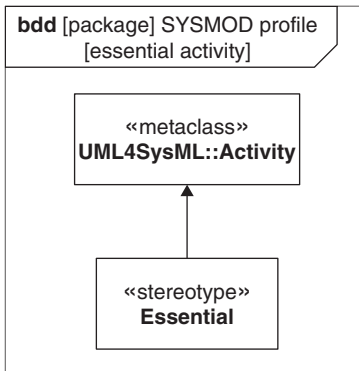 bdd [package] SYSMOD profile
[essential activity]
«metaclass»
UML4SysML::Activity
«stereotype»
Essential